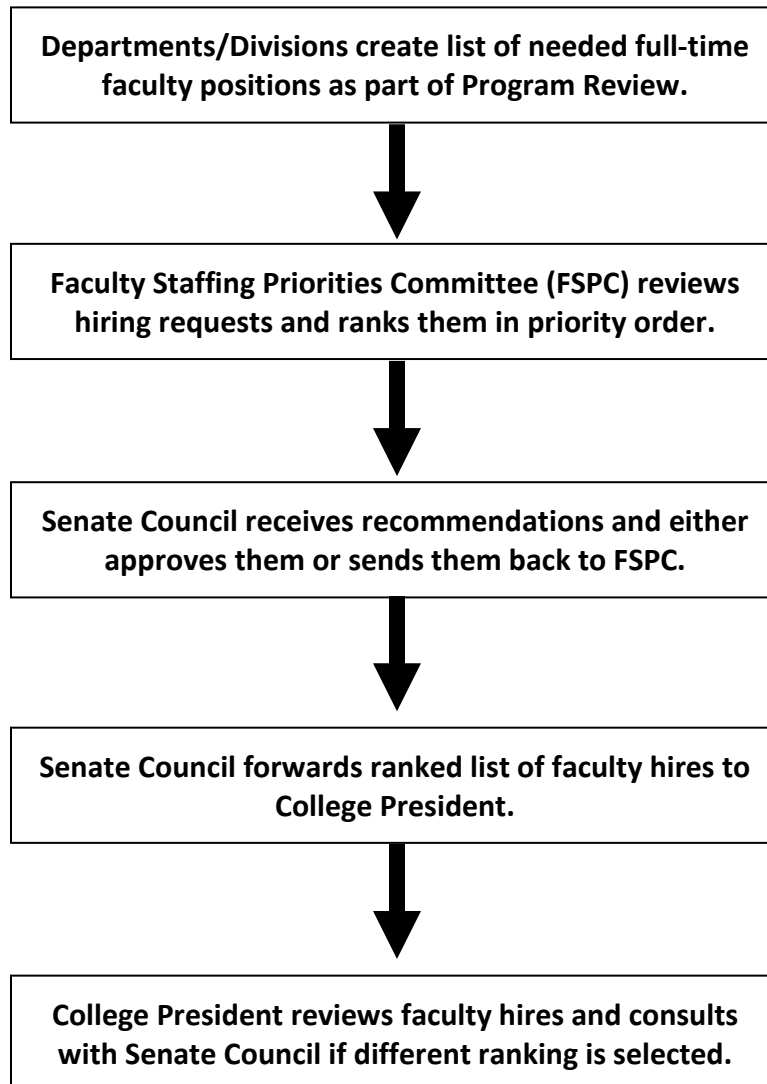 Departments/Divisions create list of needed full-time
faculty positions as part of Program Review.
Faculty Staffing Priorities Committee (FSPC) reviews
hiring requests and ranks them in priority order.
Senate Council receives recommendations and either
approves them or sends them back to FSPC.
Senate Council forwards ranked list of faculty hires to
College President.
College President reviews faculty hires and consults
with Senate Council if different ranking is selected.